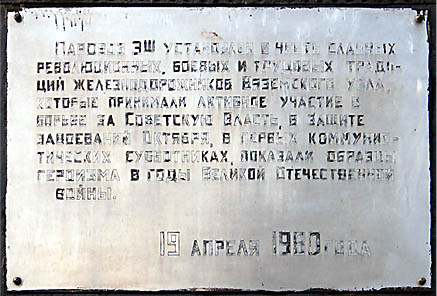 Паровоз ЭШ установлен в честь славных
революционных, боевых и трудовых тради-
ций железнодорожников Вяземского узла,
которые принимали активное участие в
борьбе за Советскую Власть, в защите
завоеваний Октября, в первых коммунис-
тических субботниках, показали образцы
героизма в годы Великой Отечественной
войны.
19 апреля 1980 года